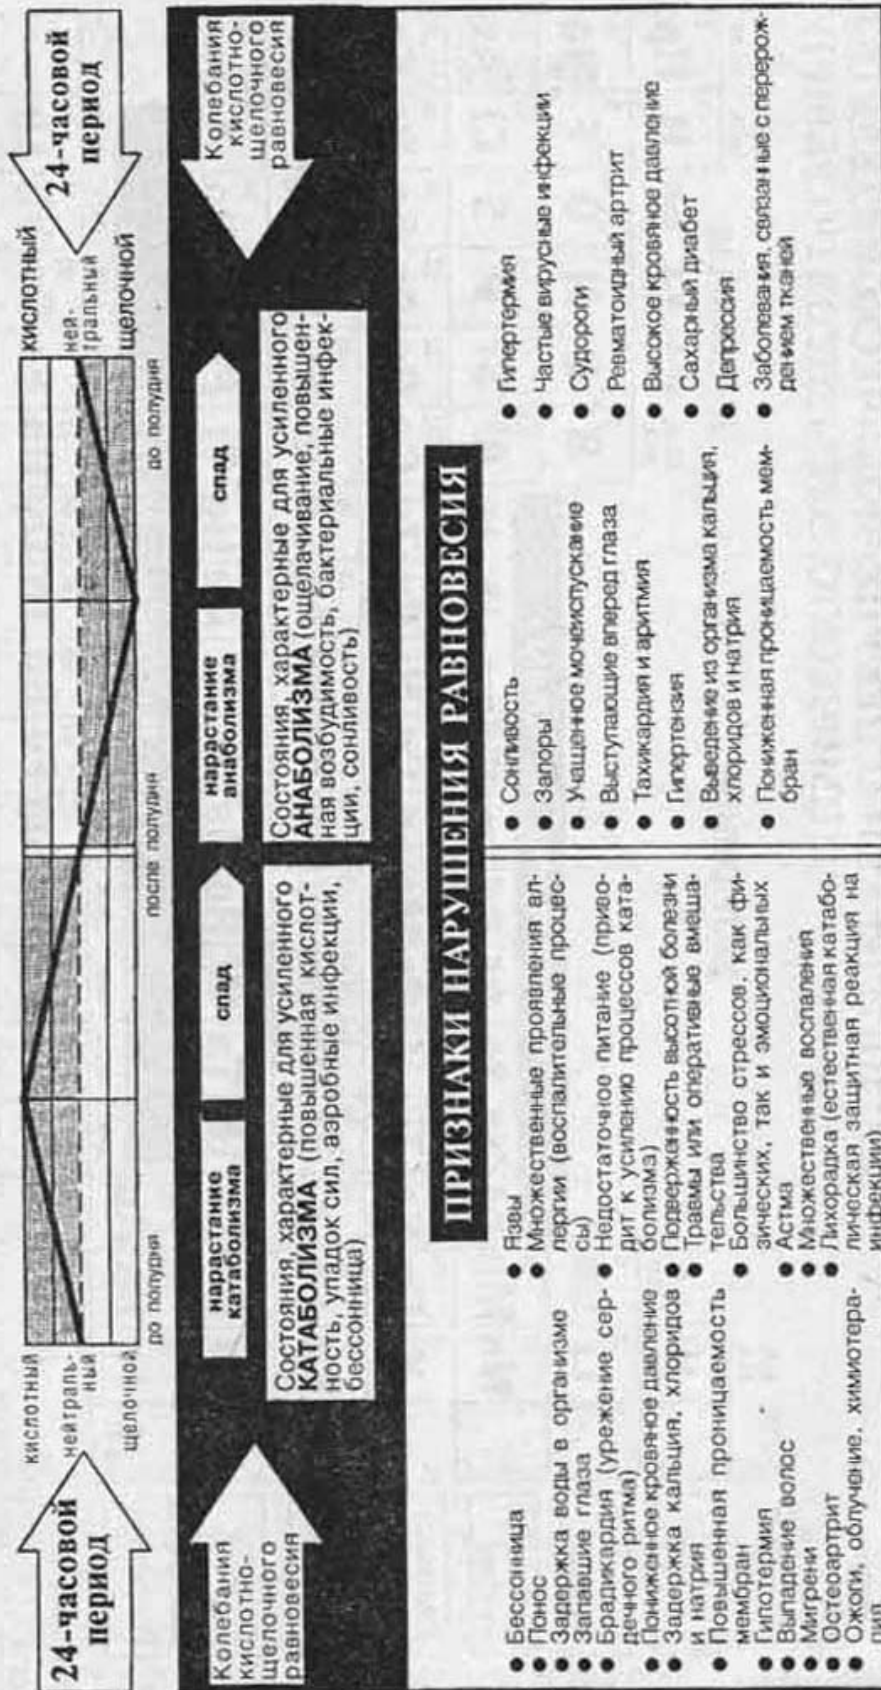 24-часовой
период
кислотный
нейтраль-
ный
щелочной
кислотный
ней-
тральный
щелочной
24-часовой
период
до полудня
после полудня
до полудня
Колебания
кислотно-
щелочного
равновесия
нарастание
катаболизма
спад
нарастание
анаболизма
спад
Колебания
кислотно-
щелочного
равновесия
Состояния, характерные для усиленного
КАТАБОЛИЗМА (повышенная кислот-
ность, упадок сил, аэробные инфекции,
бессонница)
Состояния, характерные для усиленного
АНАБОЛИЗМА (ощелачивание, повышен-
ная возбудимость, бактериальные инфек-
ции, сонливость)
ПРИЗНАКИ НАРУШЕНИЯ РАВНОВЕСИЯ
● Бессонница
● Понос
● Задержка воды в организме
● Запавшие глаза
● Брадикардия (урежение сер-
дечного ритма)
● Пониженное кровяное давление
● Задержка кальция, хлоридов
и натрия
● Повышенная проницаемость
мембран
● Гипотермия
● Выпадение волос
● Мигрени
● Остеоартрит
● Ожоги, облучение, химиотера-
пия
● Язвы
● Множественные проявления ал-
лергии (воспалительные процес-
сы)
● Недостаточное питание (приво-
дит к усилению процессов ката-
болизма)
● Подверженность высотной болезни
● Травмы или оперативные вмеша-
тельства
● Большинство стрессов, как фи-
зических, так и эмоциональных
● Астма
● Множественные воспаления
● Лихорадка (естественная катабо-
лическая защитная реакция на
инфекции)
● Сонливость
● Запоры
● Учащенное мочеиспускание
● Выступающие вперед глаза
● Тахикардия и аритмия
● Гипертензия
● Выведение из организма кальция,
хлоридов и натрия
● Пониженная проницаемость мем-
бран
● Гипертермия
● Частые вирусные инфекции
● Судороги
● Ревматоидный артрит
● Высокое кровяное давление
● Сахарный диабет
● Депрессия
● Заболевания, связанные с перерож-
дением тканей